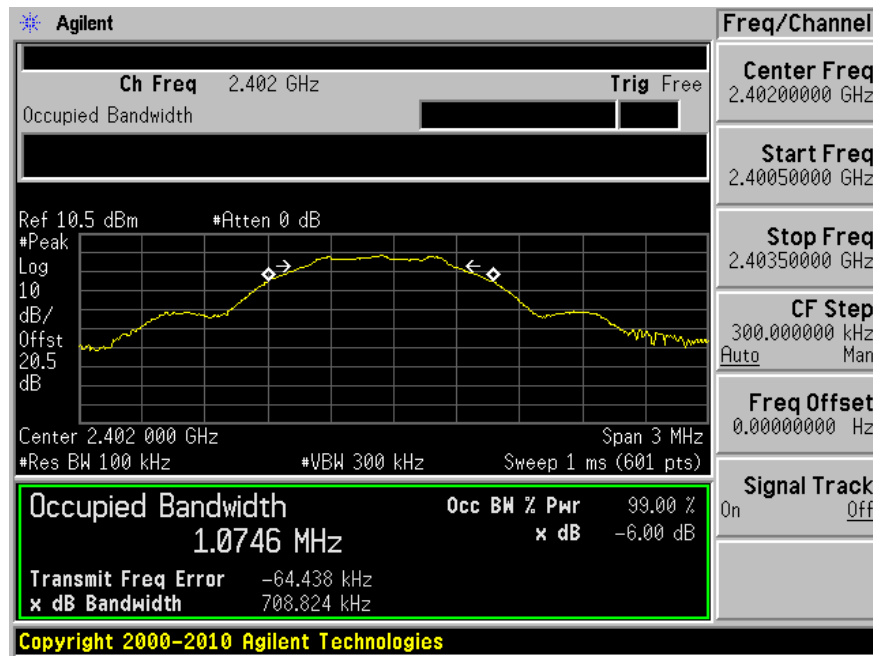 Agilent
Freq/Channel
Ch Freq 2.402 GHz Trig Free
Occupied Bandwidth
Center Freq
2.40200000 GHz
Start Freq
2.40050000 GHz
Stop Freq
2.40350000 GHz
CF Step
300.000000 kHz
Auto Man
Freq Offset
0.00000000 Hz
Signal Track
On Off
Ref 10.5 dBm #Atten 0 dB
#Peak
Log
10
dB/
Offst
20.5
dB
Center 2.402 000 GHz Span 3 MHz
#Res BW 100 kHz #VBW 300 kHz Sweep 1 ms (601 pts)
Occupied Bandwidth Occ BW % Pwr 99.00 %
1.0746 MHz x dB -6.00 dB
Transmit Freq Error -64.438 kHz
x dB Bandwidth 708.824 kHz
Copyright 2000-2010 Agilent Technologies